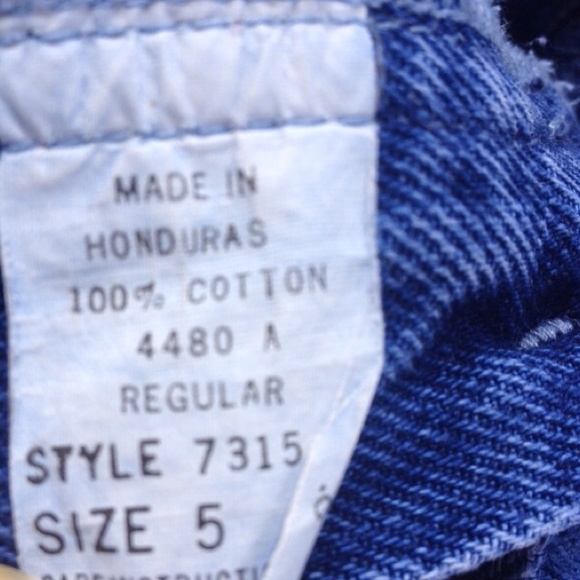 MADE IN
HONDURAS
100% COTTON
4480 A
REGULAR
STYLE 7315
SIZE 5